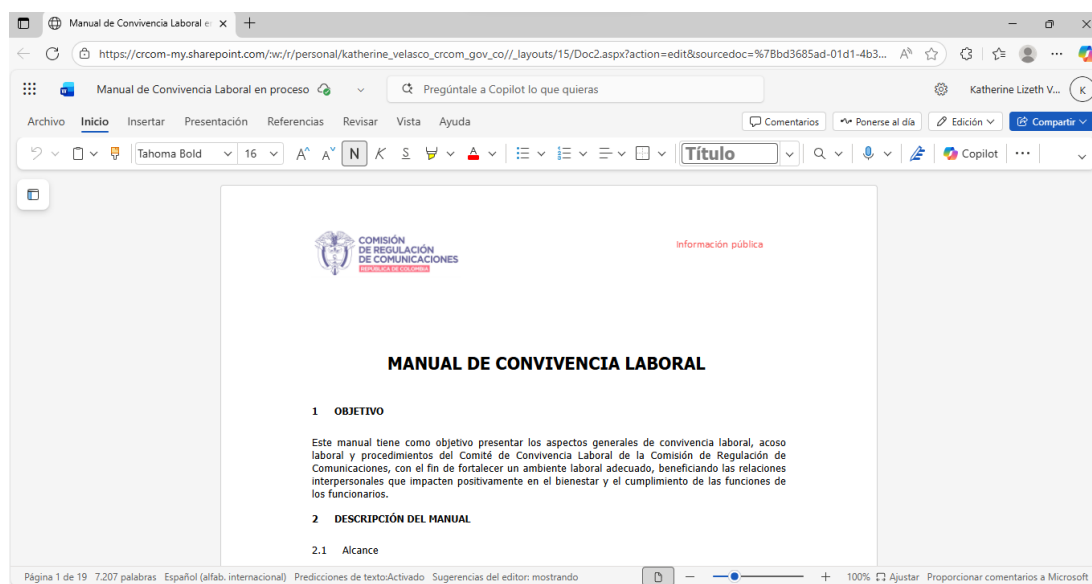 Manual de Convivencia Laboral e
https://crcom-my.sharepoint.com/:w:/r/personal/katherine_velasco_crcom_gov_co//_layouts/15/Doc2.aspx?action=edit&sourcedoc=%7Bbd3685ad-01d1-4b3...
Manual de Convivencia Laboral en proceso
Pregúntale a Copilot lo que quieras
Katherine Lizeth V...
K
Archivo Inicio Insertar Presentación Referencias Revisar Vista Ayuda
Comentarios Ponerse al día Edición Compartir
Tahoma Bold 16 A A N K S A Título Copilot ...
COMISIÓN
DE REGULACIÓN
DE COMUNICACIONES
REPÚBLICA DE COLOMBIA
Información pública
MANUAL DE CONVIVENCIA LABORAL
1 OBJETIVO
Este manual tiene como objetivo presentar los aspectos generales de convivencia laboral, acoso
laboral y procedimientos del Comité de Convivencia Laboral de la Comisión de Regulación de
Comunicaciones, con el fin de fortalecer un ambiente laboral adecuado, beneficiando las relaciones
interpersonales que impacten positivamente en el bienestar y el cumplimiento de las funciones de
los funcionarios.
2 DESCRIPCIÓN DEL MANUAL
2.1 Alcance
Página 1 de 19 7.207 palabras Español (alfab. internacional) Predicciones de texto:Activado Sugerencias del editor: mostrando
100% Ajustar Proporcionar comentarios a Microsoft